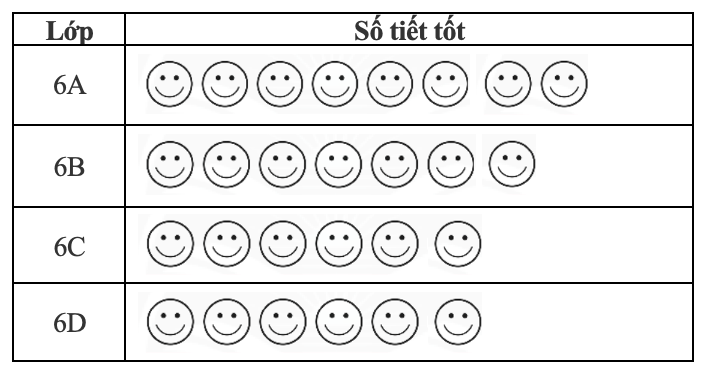 Lớp Số tiết tốt
6A
6B
6C
6D